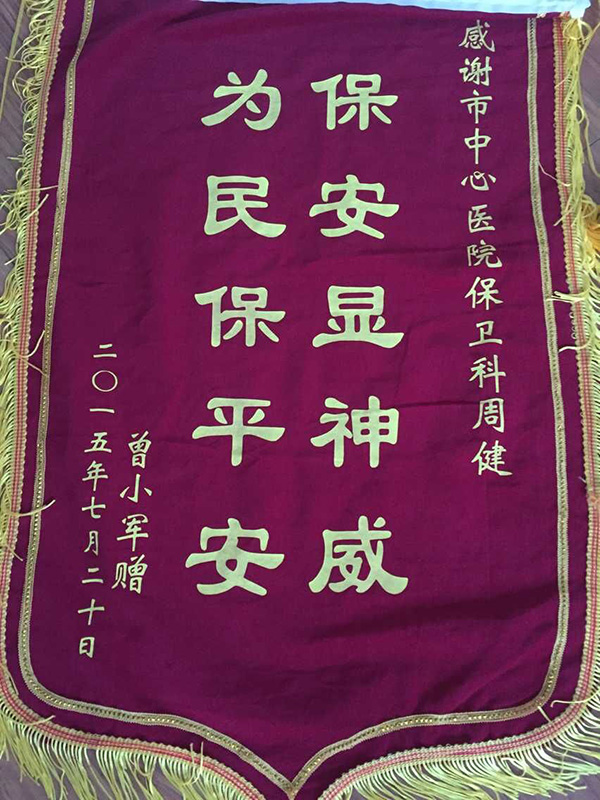 感谢市中心医院保卫科周健
保安显神威
为民保平安
曾小军赠
二〇一五年七月二十日